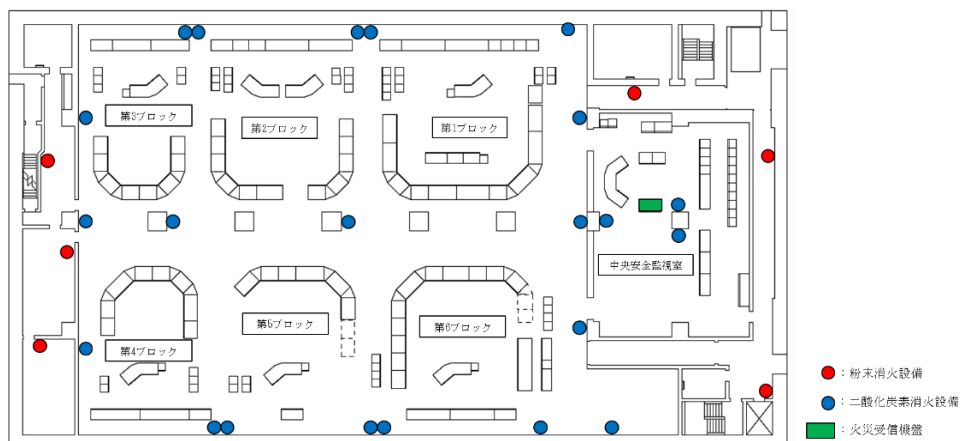 第3ブロック
第2ブロック
第1ブロック
中央安全監視室
第5ブロック
第6ブロック
第4ブロック
：粉末消火設備
：二酸化炭素消火設備
：火災受信機盤